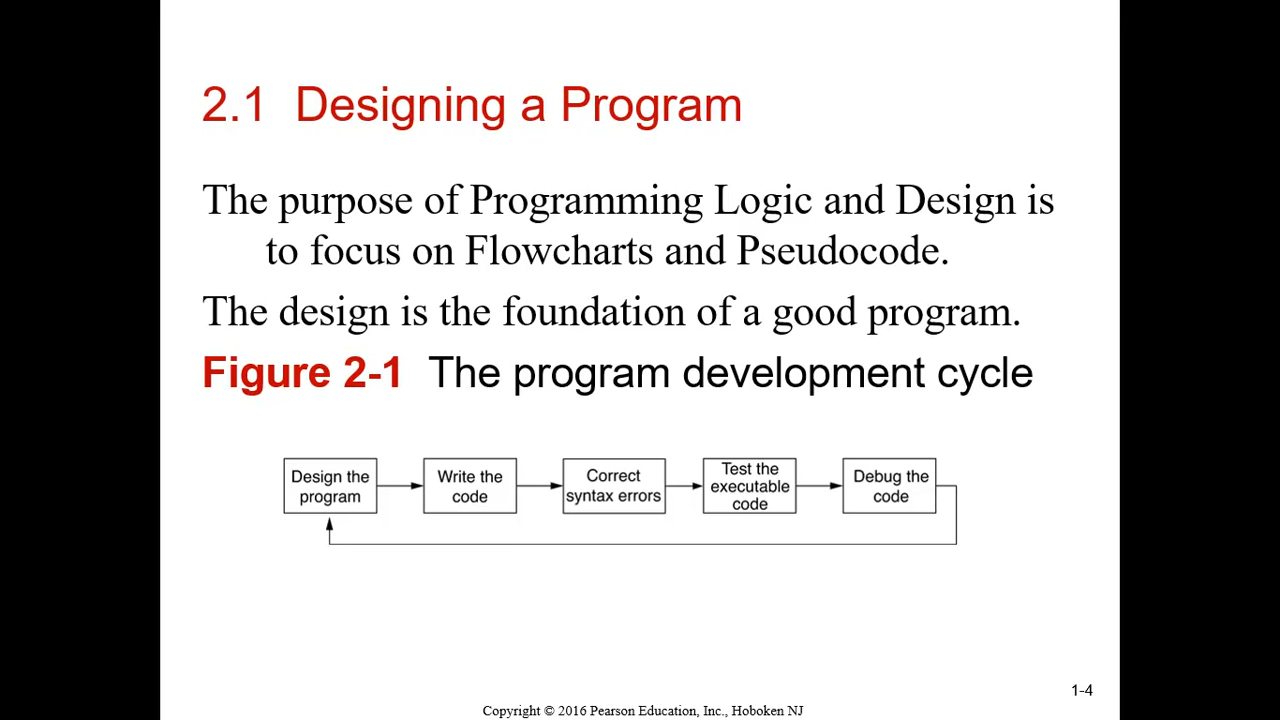 2.1 Designing a Program
The purpose of Programming Logic and Design is
to focus on Flowcharts and Pseudocode.
The design is the foundation of a good program.
Figure 2-1 The program development cycle
Design the
program
Write the
code
Correct
syntax errors
Test the
executable
code
Debug the
code
1-4
Copyright © 2016 Pearson Education, Inc., Hoboken NJ